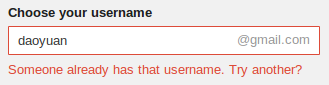 Choose your username
daoyuan @gmail.com
Someone already has that username. Try another?